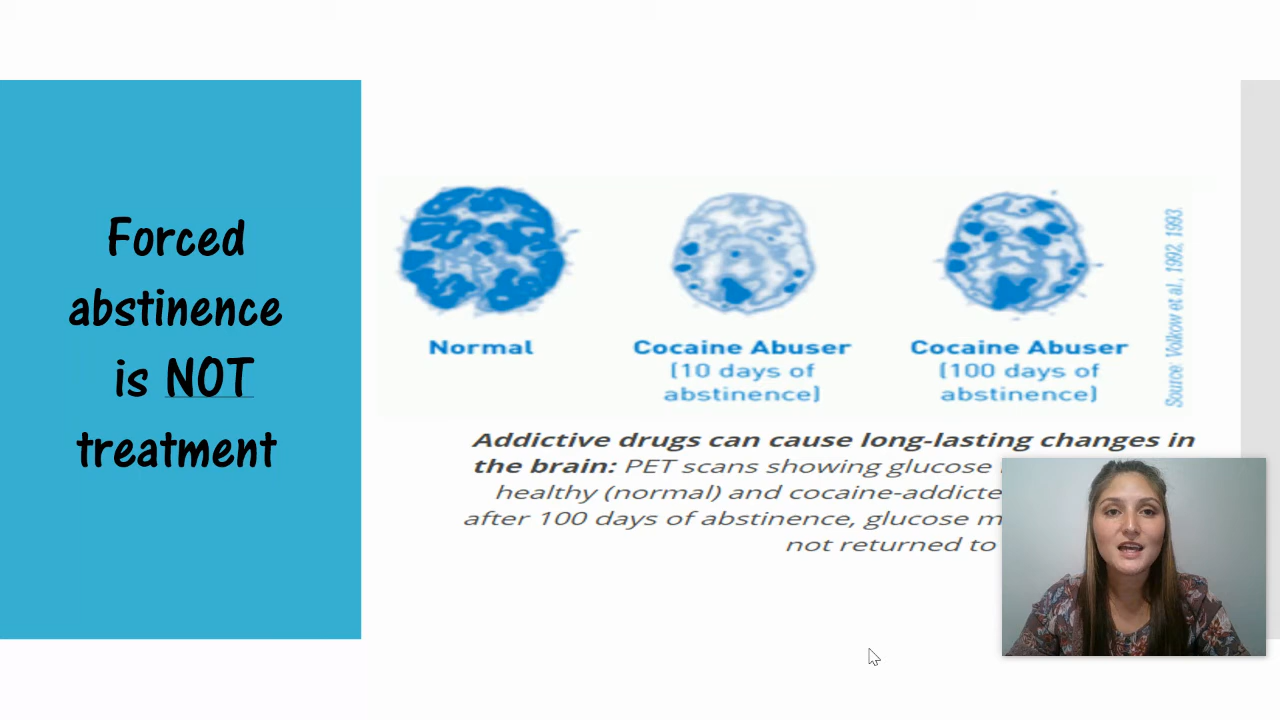 Forced
abstinence
is NOT
treatment
Normal
Cocaine Abuser
(10 days of
abstinence)
Cocaine Abuser
(100 days of
abstinence)
Source: Volkow et al., 1992, 1993.
Addictive drugs can cause long-lasting changes in
the brain: PET scans showing glucose
healthy (normal) and
after 100 days of abstinence, glucose
not returned to